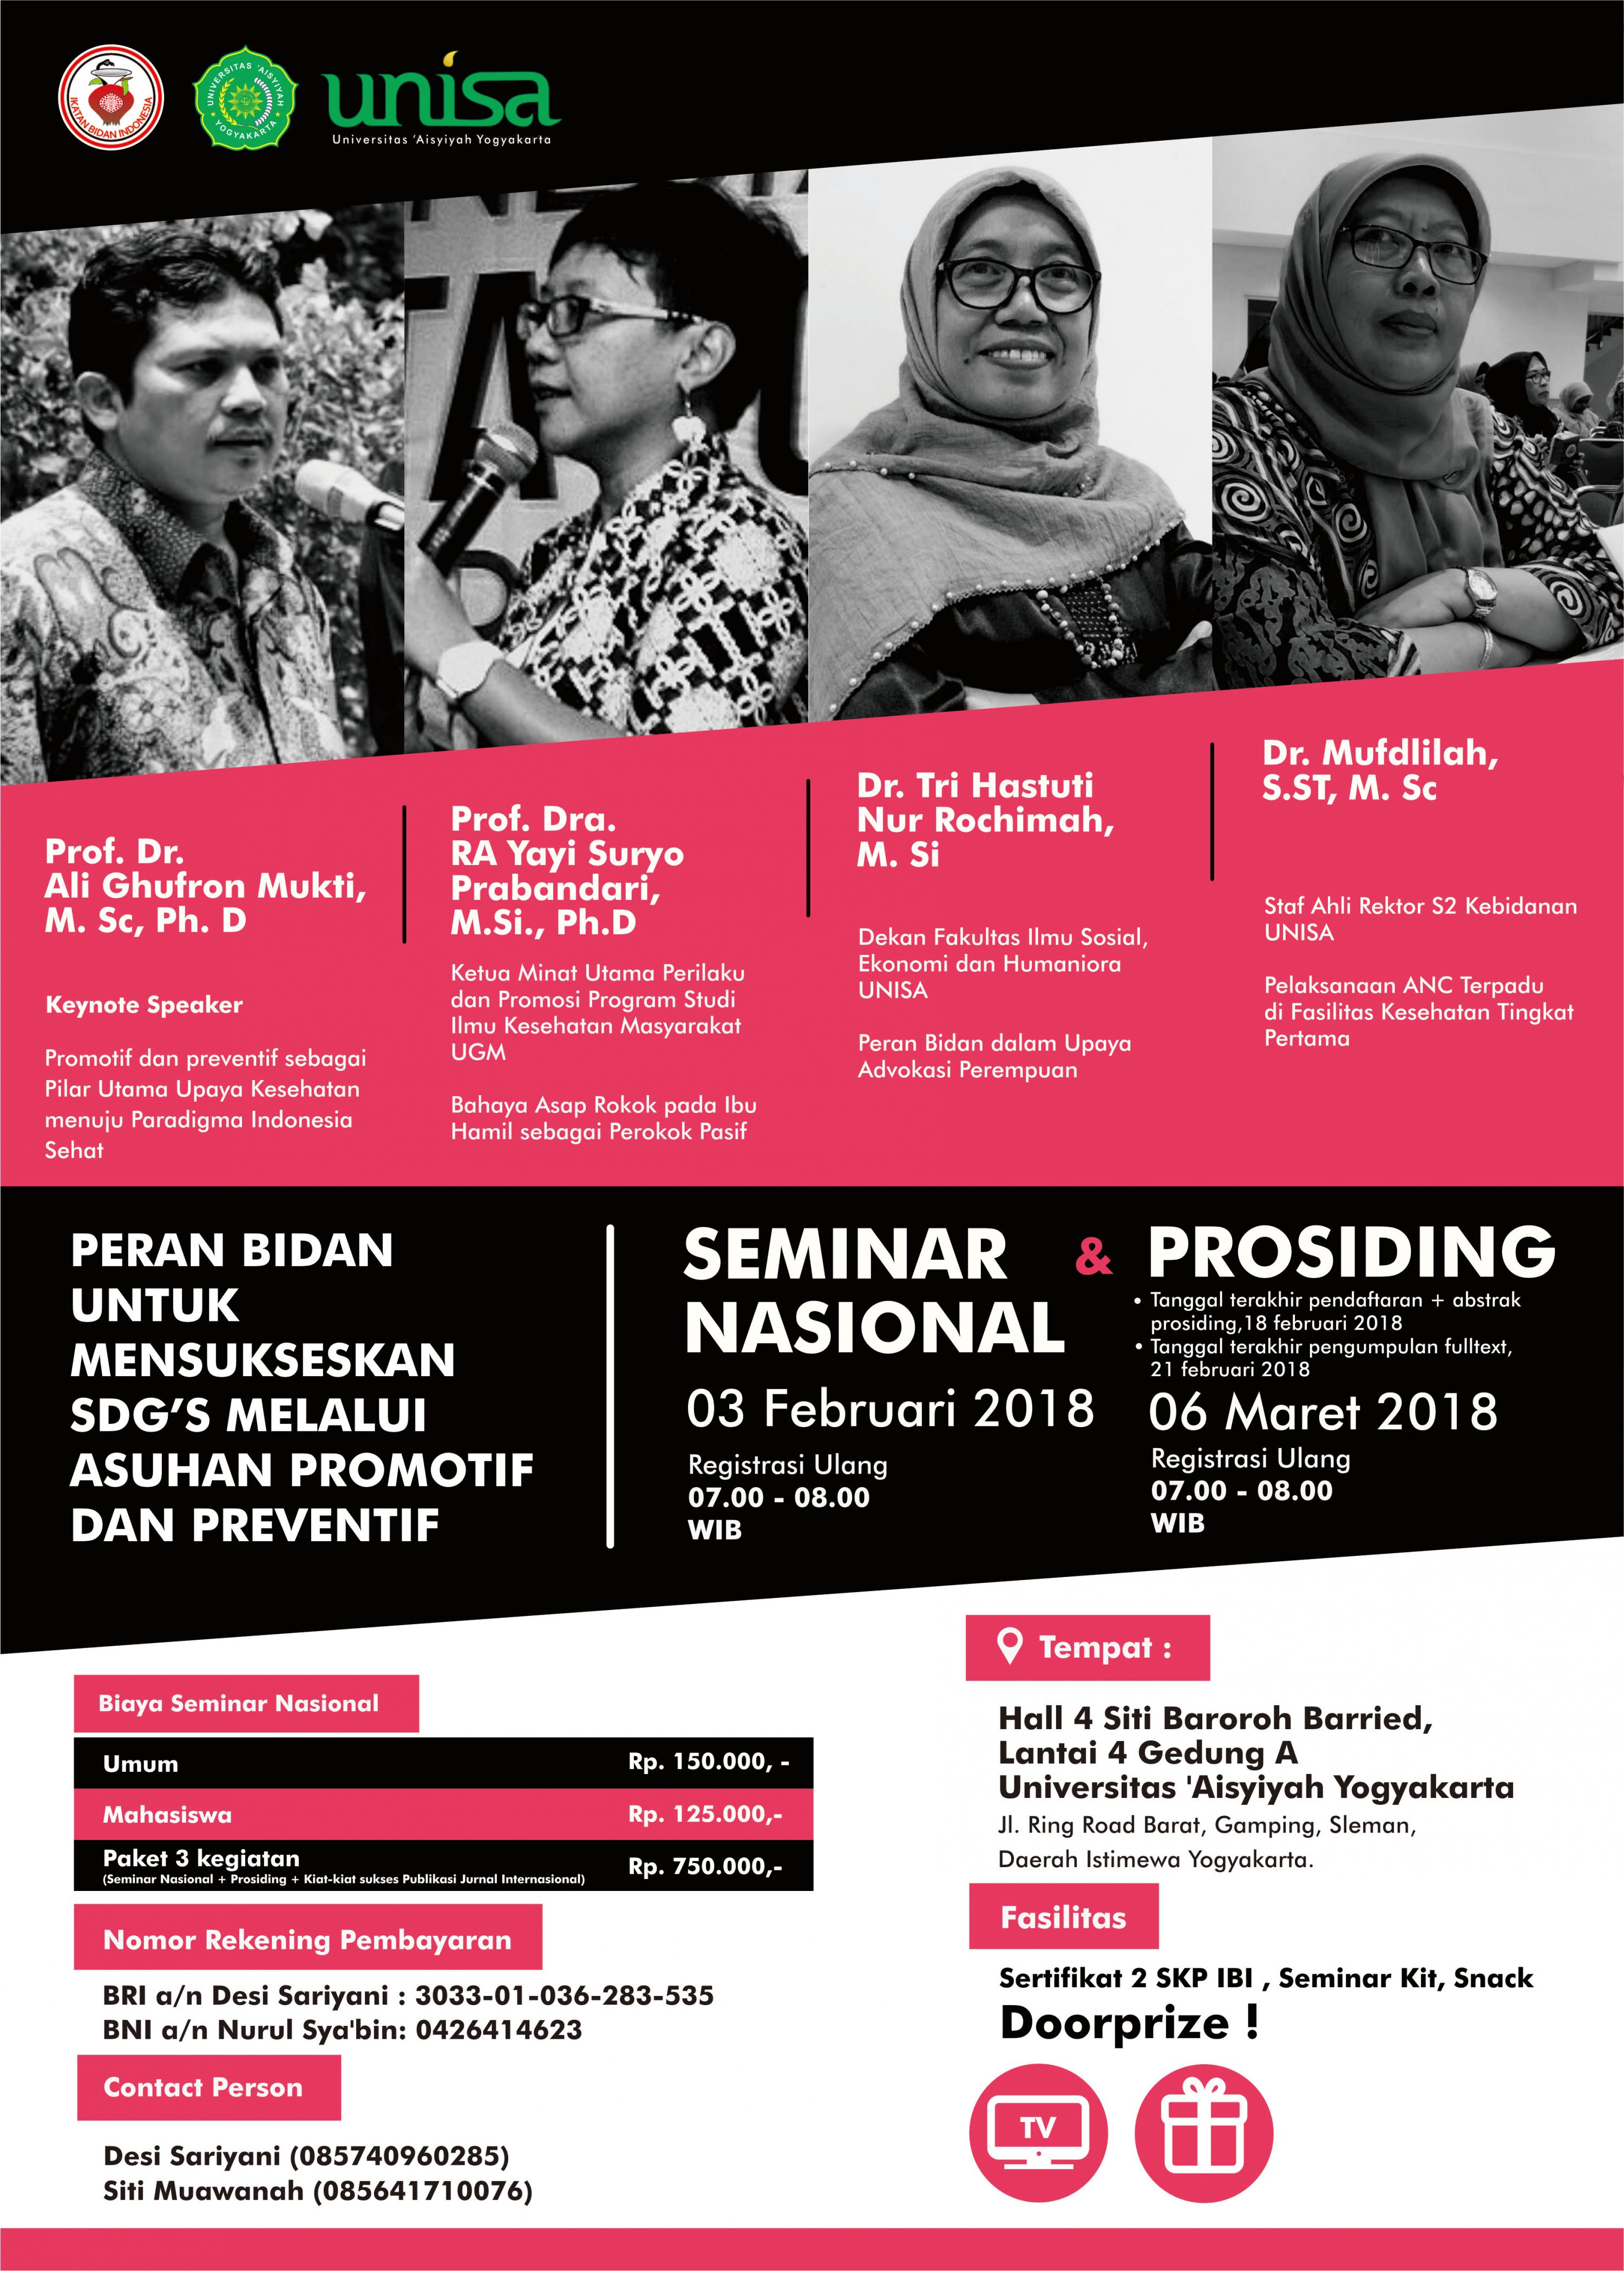 IKATAN BIDAN INDONESIA
UNIVERSITAS 'AISYIYAH
YOGYAKARTA
unisa
Universitas 'Aisyiyah Yogyakarta
Prof. Dr.
Ali Ghufron Mukti,
M. Sc, Ph. D
Keynote Speaker
Promotif dan preventif sebagai
Pilar Utama Upaya Kesehatan
menuju Paradigma Indonesia
Sehat
Prof. Dra.
RA Yayi Suryo
Prabandari,
M.Si., Ph.D
Ketua Minat Utama Perilaku
dan Promosi Program Studi
Ilmu Kesehatan Masyarakat
UGM
Bahaya Asap Rokok pada Ibu
Hamil sebagai Perokok Pasif
Dr. Tri Hastuti
Nur Rochimah,
M. Si
Dekan Fakultas Ilmu Sosial,
Ekonomi dan Humaniora
UNISA
Peran Bidan dalam Upaya
Advokasi Perempuan
Dr. Mufdlilah,
S.ST, M. Sc
Staf Ahli Rektor S2 Kebidanan
UNISA
Pelaksanaan ANC Terpadu
di Fasilitas Kesehatan Tingkat
Pertama
PERAN BIDAN
UNTUK
MENSUKSESKAN
SDG'S MELALUI
ASUHAN PROMOTIF
DAN PREVENTIF
SEMINAR
NASIONAL
03 Februari 2018
Registrasi Ulang
07.00 - 08.00
WIB
& PROSIDING
• Tanggal terakhir pendaftaran + abstrak
prosiding,18 februari 2018
• Tanggal terakhir pengumpulan fulltext,
21 februari 2018
06 Maret 2018
Registrasi Ulang
07.00 - 08.00
WIB
Biaya Seminar Nasional
Umum Rp. 150.000, -
Mahasiswa Rp. 125.000,-
Paket 3 kegiatan Rp. 750.000,-
(Seminar Nasional + Prosiding + Kiat-kiat sukses Publikasi Jurnal Internasional)
Nomor Rekening Pembayaran
BRI a/n Desi Sariyani : 3033-01-036-283-535
BNI a/n Nurul Sya'bin: 0426414623
Contact Person
Desi Sariyani (085740960285)
Siti Muawanah (085641710076)
Tempat :
Hall 4 Siti Baroroh Barried,
Lantai 4 Gedung A
Universitas 'Aisyiyah Yogyakarta
Jl. Ring Road Barat, Gamping, Sleman,
Daerah Istimewa Yogyakarta.
Fasilitas
Sertifikat 2 SKP IBI , Seminar Kit, Snack
Doorprize !
TV